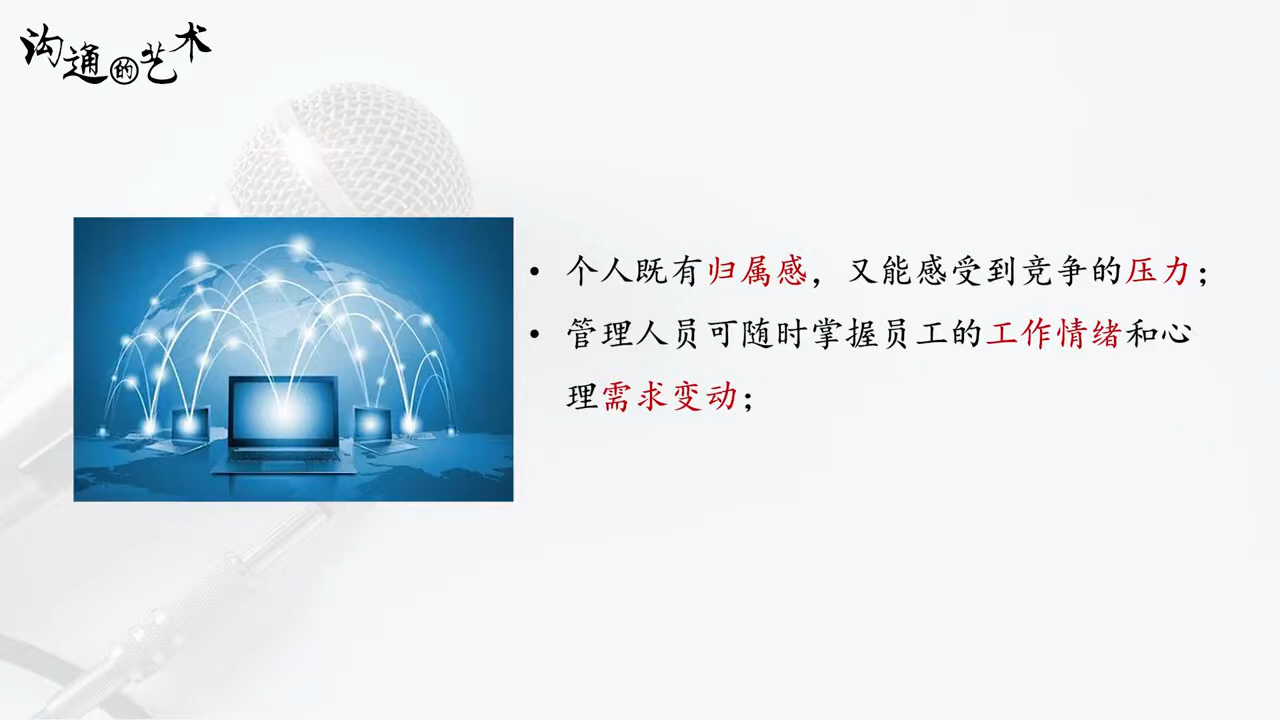 沟通的艺术
• 个人既有归属感，又能感受到竞争的压力；
• 管理人员可随时掌握员工的工作情绪和心
理需求变动；